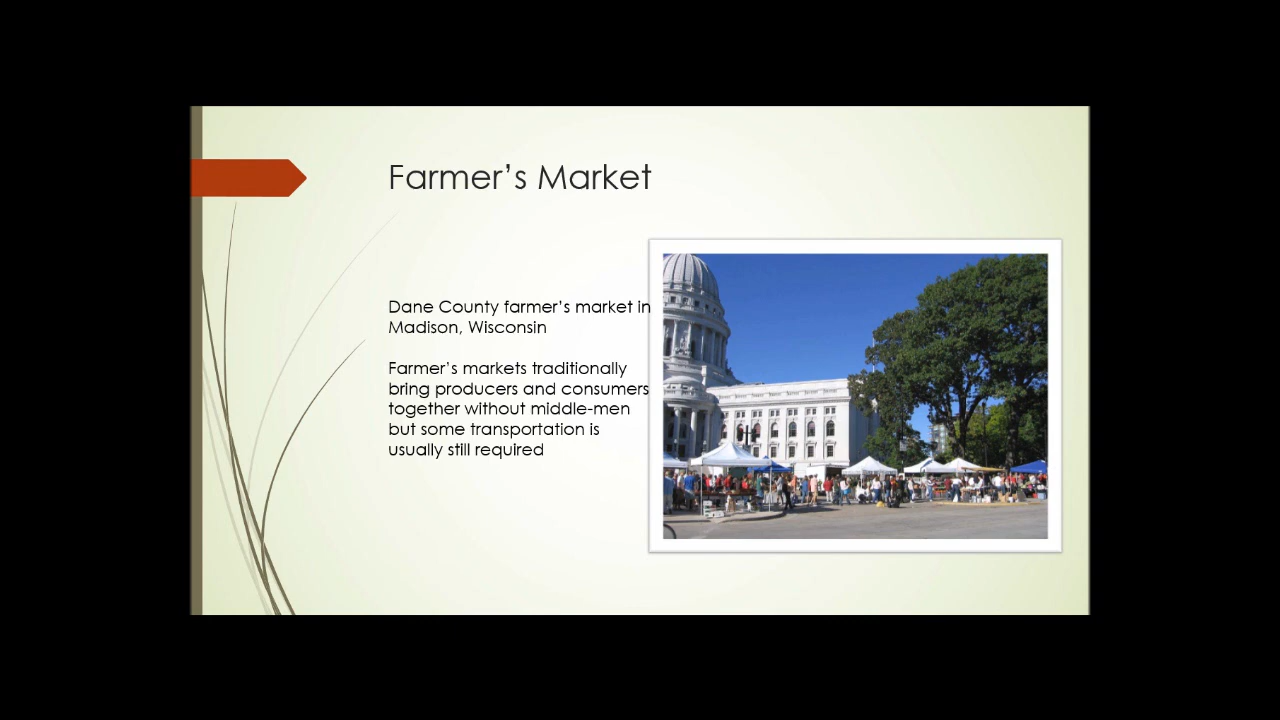 Farmer’s Market
Dane County farmer’s market in
Madison, Wisconsin
Farmer’s markets traditionally
bring producers and consumers
together without middle-men
but some transportation is
usually still required